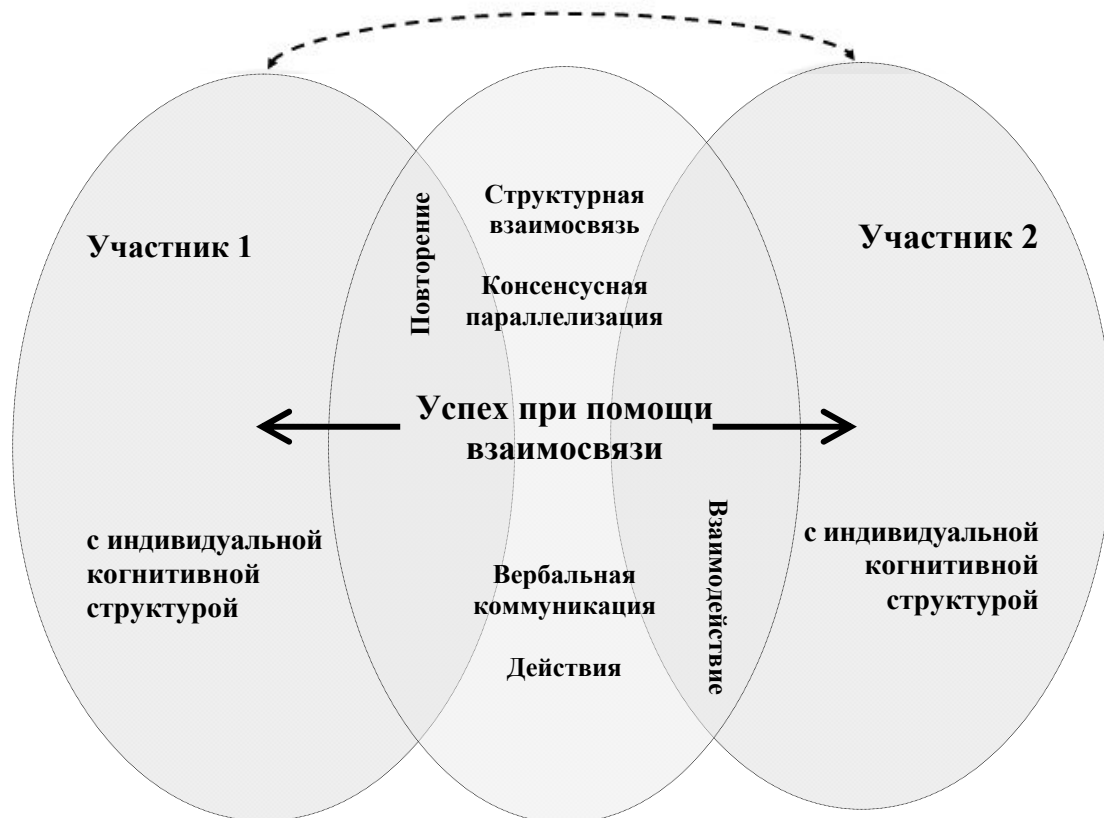 Участник 1
с индивидуальной
когнитивной
структурой
Повторение
Структурная
взаимосвязь
Консенсусная
параллелизация
Успех при помощи
взаимосвязи
Вербальная
коммуникация
Действия
Взаимодействие
Участник 2
с индивидуальной
когнитивной
структурой